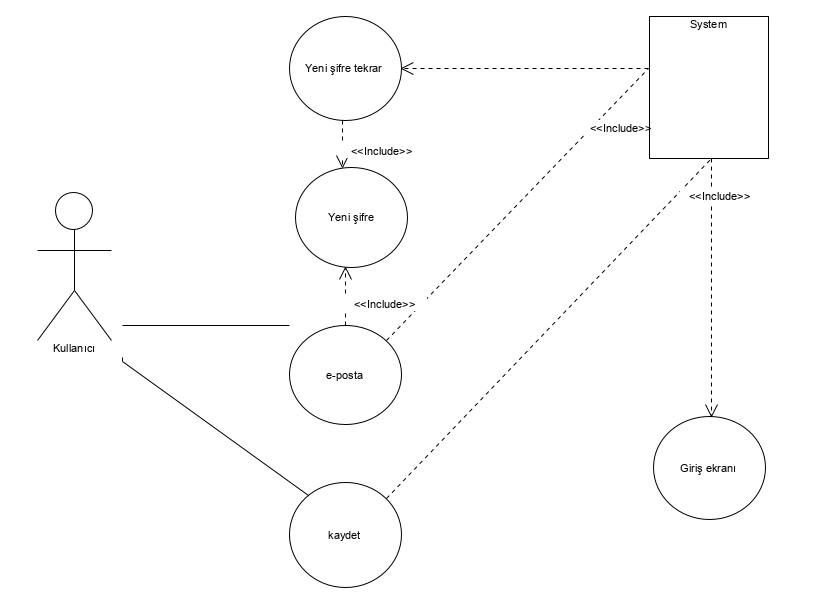 System
Yeni şifre tekrar
<<Include>>
<<Include>>
<<Include>>
Yeni şifre
<<Include>>
Kullanıcı
e-posta
Giriş ekranı
kaydet